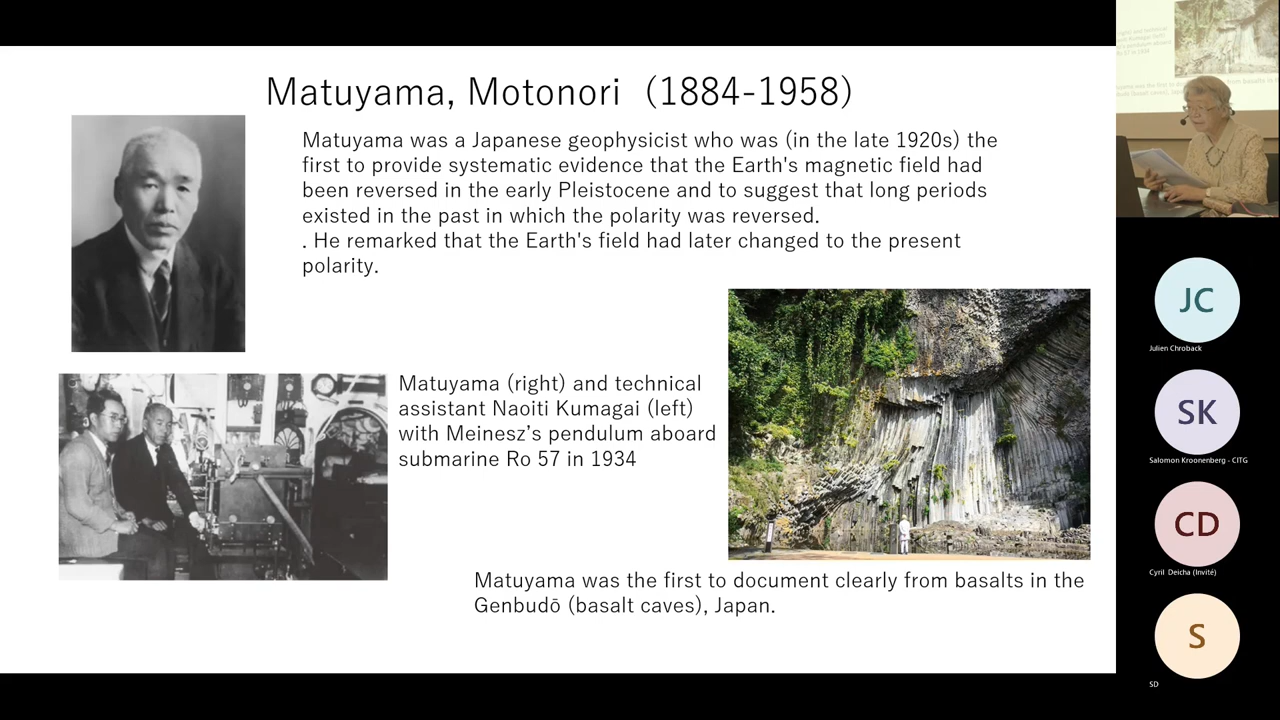 Matuyama, Motonori (1884-1958)
Matuyama was a Japanese geophysicist who was (in the late 1920s) the
first to provide systematic evidence that the Earth's magnetic field had
been reversed in the early Pleistocene and to suggest that long periods
existed in the past in which the polarity was reversed.
. He remarked that the Earth's field had later changed to the present
polarity.
Matuyama (right) and technical
assistant Naoiti Kumagai (left)
with Meinesz’s pendulum aboard
submarine Ro 57 in 1934
Matuyama was the first to document clearly from basalts in the
Genbudō (basalt caves), Japan.
JC
Julien Chroback
SK
Salomon Kroonenberg - CITG
CD
Cyril Deicha (Invité)
S
SD